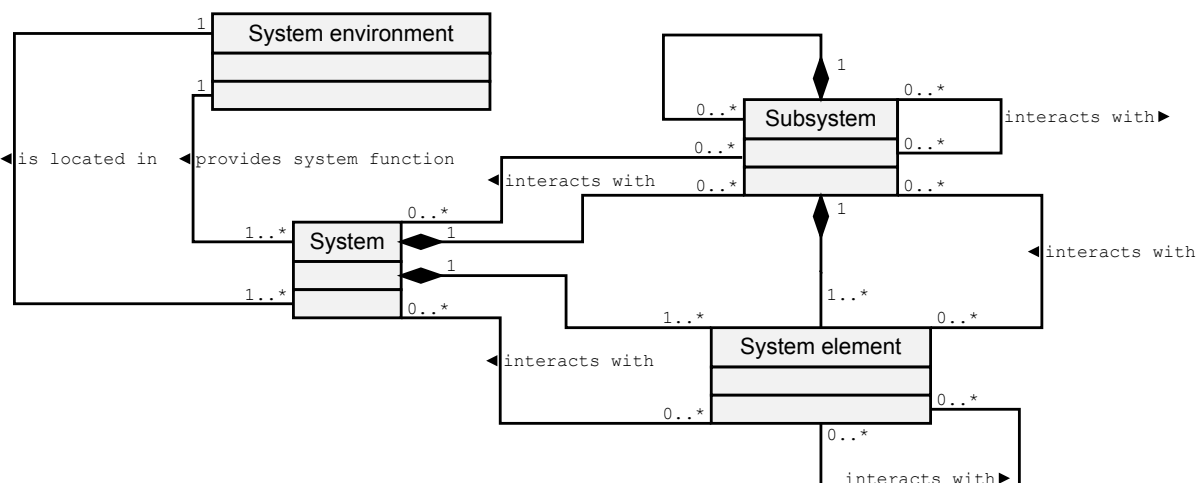 1
System environment
1
1
0..*
0..*
Subsystem
interacts with►
0..*
0..*
◄is located in
◄provides system function
◄interacts with
0..*
0..*
0..*
1
1..*
System
1
◄interacts with
1
1..*
0..*
1..*
1..*
0..*
System element
◄interacts with
0..*
0..*
0..*
interacts with►